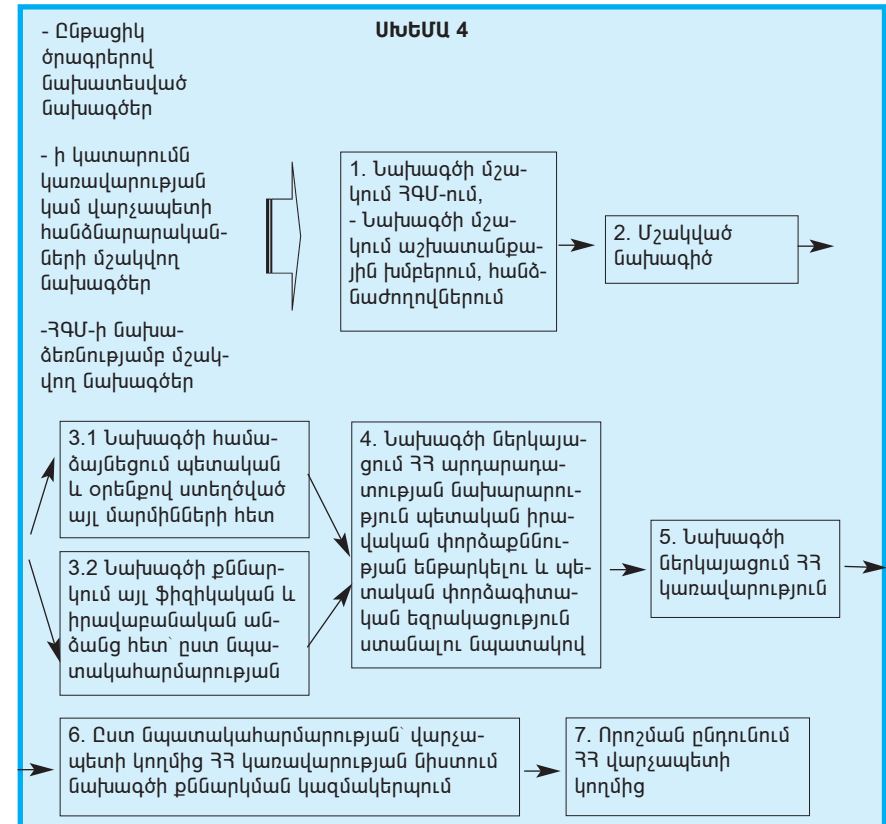 ՍԽԵՄԱ 4
- Ընթացիկ
ծրագրերով
նախատեսված
նախագծեր
- ի կատարումն
կառավարության
կամ վարչապետի
հանձնարարական-
ների մշակվող
նախագծեր
-ՀԳՄ-ի նախա-
ձեռնությամբ մշակ-
վող նախագծեր
1. Նախագծի մշա-
կում ՀԳՄ-ում,
- Նախագծի մշա-
կում աշխատանքա-
յին խմբերում, հանձ-
նաժողովներում
2. Մշակված
նախագիծ
3.1 Նախագծի համա-
ձայնեցում պետական
և օրենքով ստեղծված
այլ մարմինների հետ
3.2 Նախագծի քննար-
կում այլ ֆիզիկական և
իրավաբանական ան-
ձանց հետ՝ ըստ նպա-
տակահարմարության
4. Նախագծի ներկայա-
ցում ՀՀ արդարադա-
տության նախարարու-
թյուն պետական իրա-
վական փորձաքննու-
թյան ենթարկելու և պե-
տական փորձագիտա-
կան եզրակացություն
ստանալու նպատակով
5. Նախագծի
ներկայացում ՀՀ
կառավարություն
6. Ըստ նպատակահարմարության՝ վարչա-
պետի կողմից ՀՀ կառավարության նիստում
նախագծի քննարկման կազմակերպում
7. Որոշման ընդունում
ՀՀ վարչապետի
կողմից